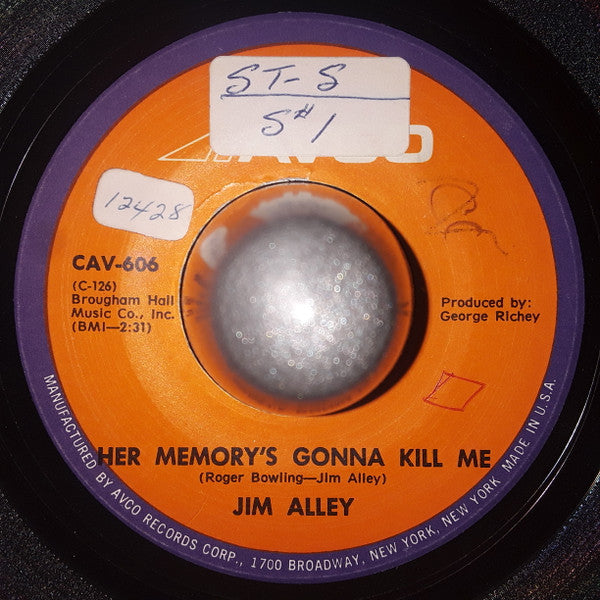 ST-S
S#1
AVCO
12428
CAV-606
(C-126)
Brougham Hall
Music Co., Inc.
(BMI—2:31)
Produced by:
George Richey
HER MEMORY'S GONNA KILL ME
(Roger Bowling—Jim Alley)
JIM ALLEY
MANUFACTURED BY AVCO RECORDS CORP., 1700 BROADWAY, NEW YORK, NEW YORK MADE IN U.S.A.